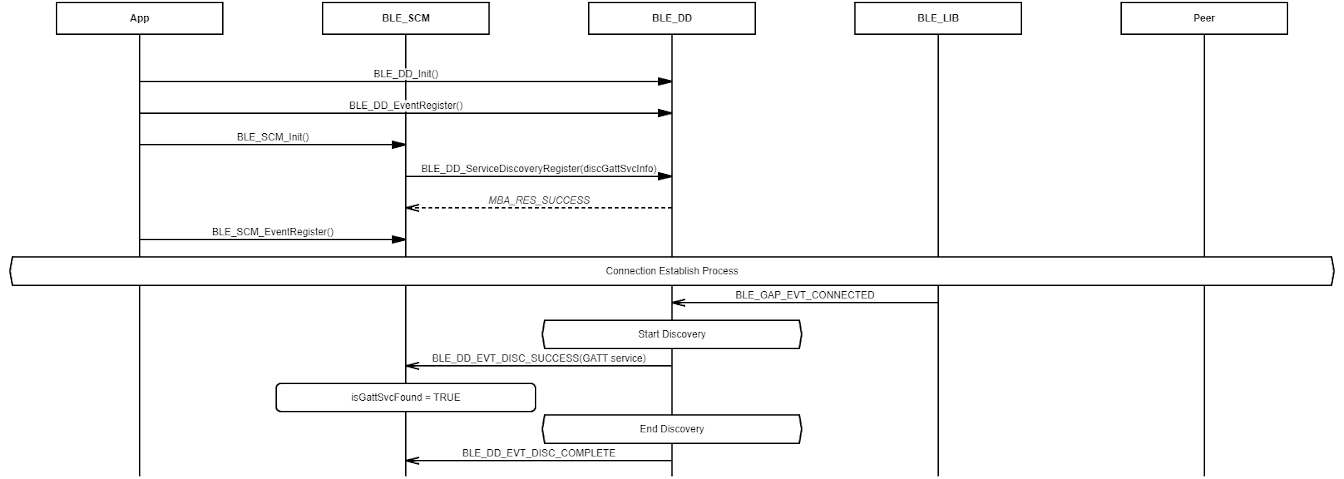 App
BLE_SCM
BLE_DD
BLE_LIB
Peer
BLE_DD_Init()
BLE_DD_EventRegister()
BLE_SCM_Init()
BLE_DD_ServiceDiscoveryRegister(discGattSvcInfo)
MBA_RES_SUCCESS
BLE_SCM_EventRegister()
Connection Establish Process
BLE_GAP_EVT_CONNECTED
Start Discovery
BLE_DD_EVT_DISC_SUCCESS(GATT service)
isGattSvcFound = TRUE
End Discovery
BLE_DD_EVT_DISC_COMPLETE